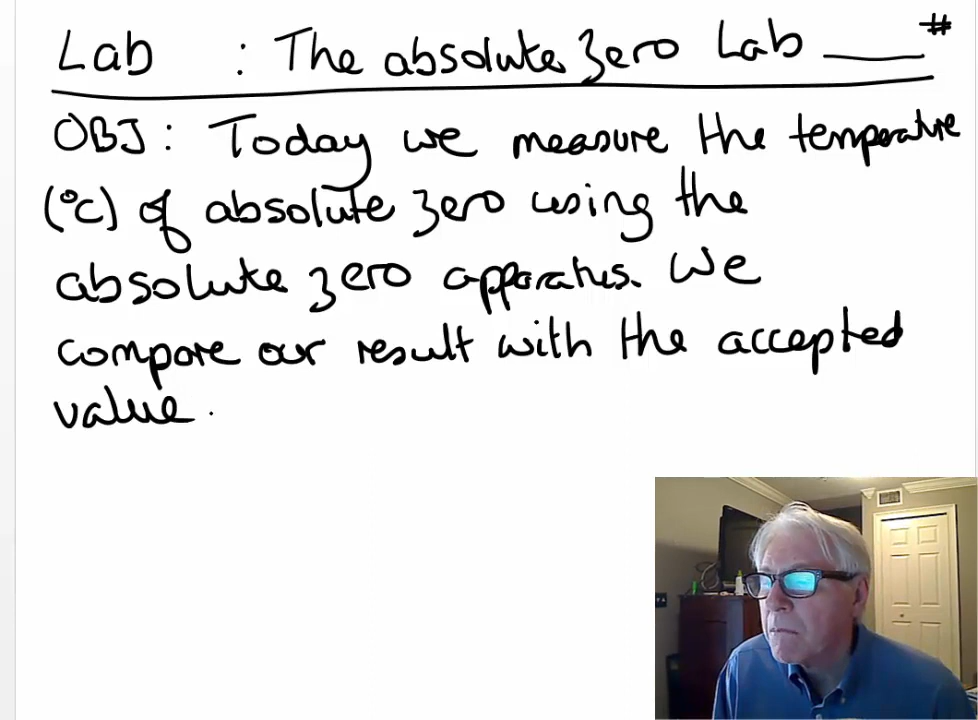 Lab : The absolute zero Lab ____#
OBJ: Today we measure the temperature
(°C) of absolute zero using the
absolute zero apparatus. We
compare our result with the accepted
value.